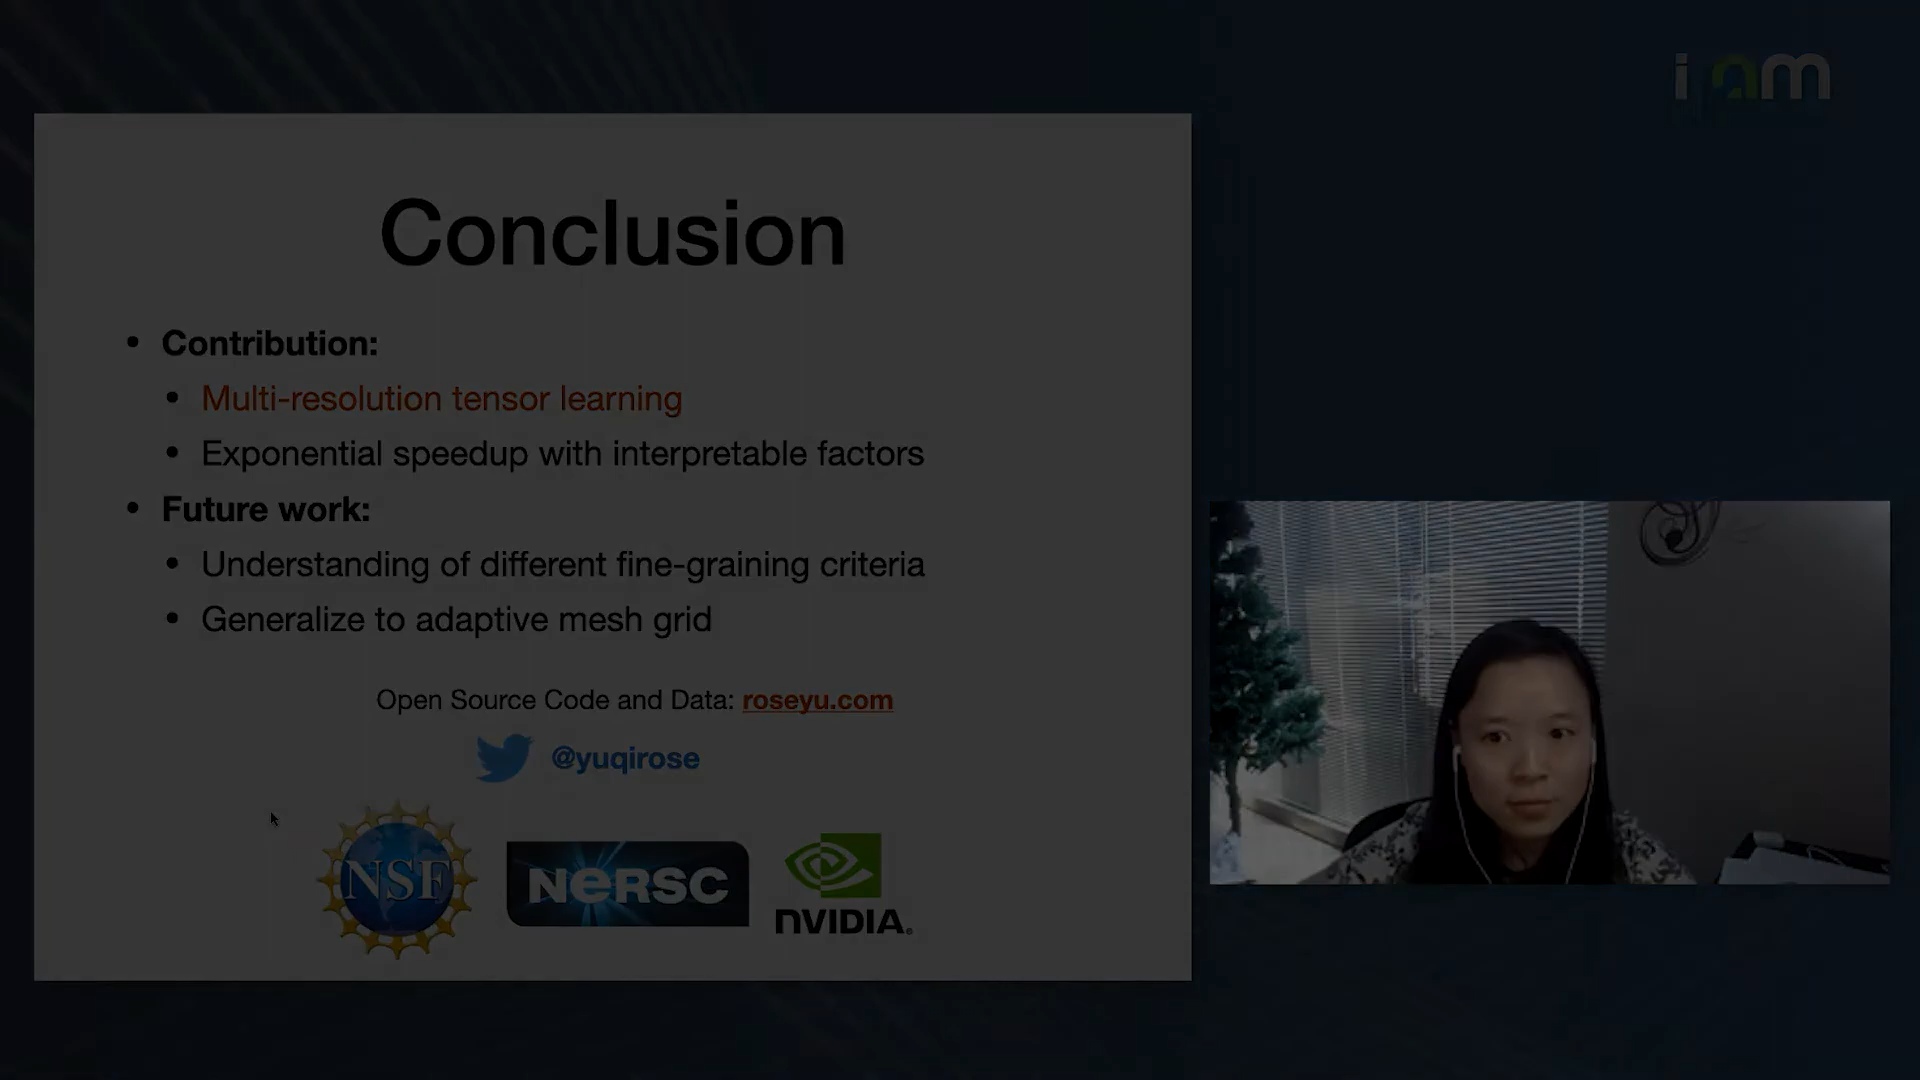 ipam
Conclusion
• Contribution:
• Multi-resolution tensor learning
• Exponential speedup with interpretable factors
• Future work:
• Understanding of different fine-graining criteria
• Generalize to adaptive mesh grid
Open Source Code and Data: roseyu.com
@yuqirose
NSF
NERSC
NVIDIA®